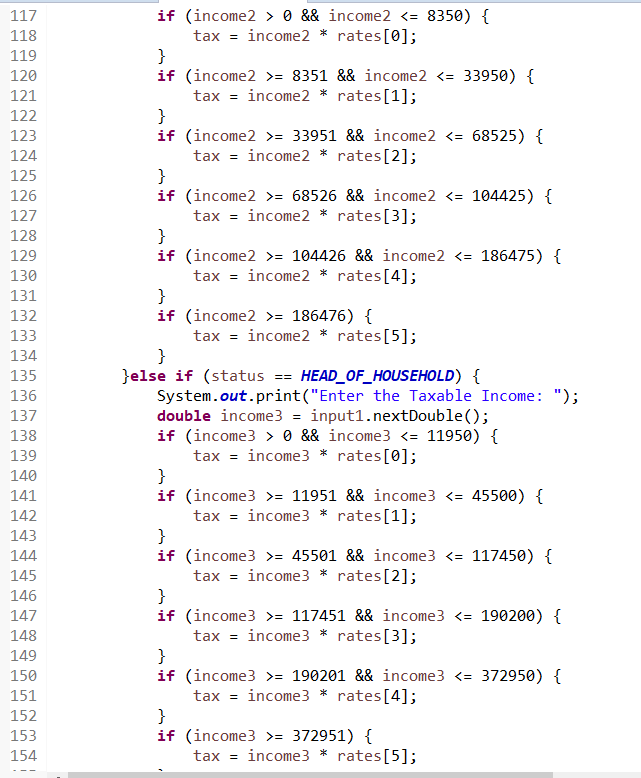 117 if (income2 > 0 && income2 <= 8350) {
118 tax = income2 * rates[0];
119 }
120 if (income2 >= 8351 && income2 <= 33950) {
121 tax = income2 * rates[1];
122 }
123 if (income2 >= 33951 && income2 <= 68525) {
124 tax = income2 * rates[2];
125 }
126 if (income2 >= 68526 && income2 <= 104425) {
127 tax = income2 * rates[3];
128 }
129 if (income2 >= 104426 && income2 <= 186475) {
130 tax = income2 * rates[4];
131 }
132 if (income2 >= 186476) {
133 tax = income2 * rates[5];
134 }
135 }else if (status == HEAD_OF_HOUSEHOLD) {
136 System.out.print("Enter the Taxable Income: ");
137 double income3 = input1.nextDouble();
138 if (income3 > 0 && income3 <= 11950) {
139 tax = income3 * rates[0];
140 }
141 if (income3 >= 11951 && income3 <= 45500) {
142 tax = income3 * rates[1];
143 }
144 if (income3 >= 45501 && income3 <= 117450) {
145 tax = income3 * rates[2];
146 }
147 if (income3 >= 117451 && income3 <= 190200) {
148 tax = income3 * rates[3];
149 }
150 if (income3 >= 190201 && income3 <= 372950) {
151 tax = income3 * rates[4];
152 }
153 if (income3 >= 372951) {
154 tax = income3 * rates[5];